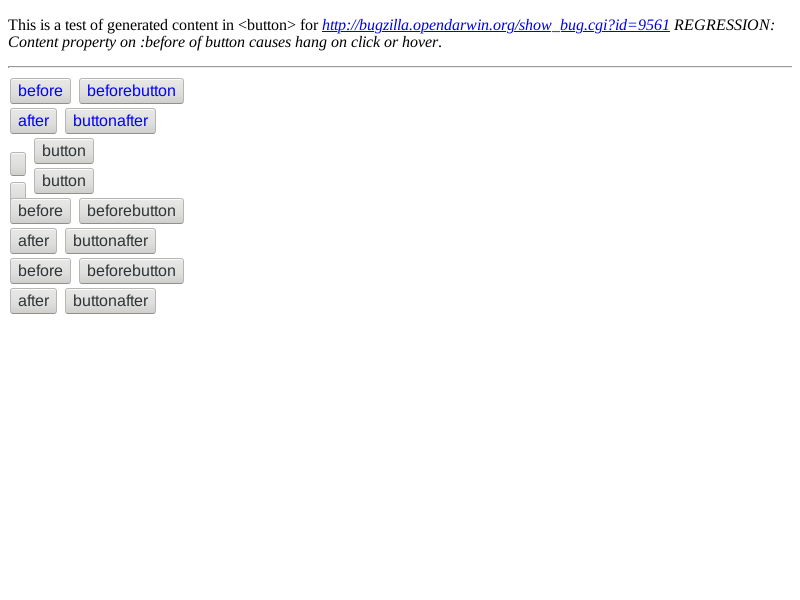 This is a test of generated content in <button> for http://bugzilla.opendarwin.org/show_bug.cgi?id=9561 REGRESSION:
Content property on :before of button causes hang on click or hover.
before beforebutton
after buttonafter
button
button
before beforebutton
after buttonafter
before beforebutton
after buttonafter